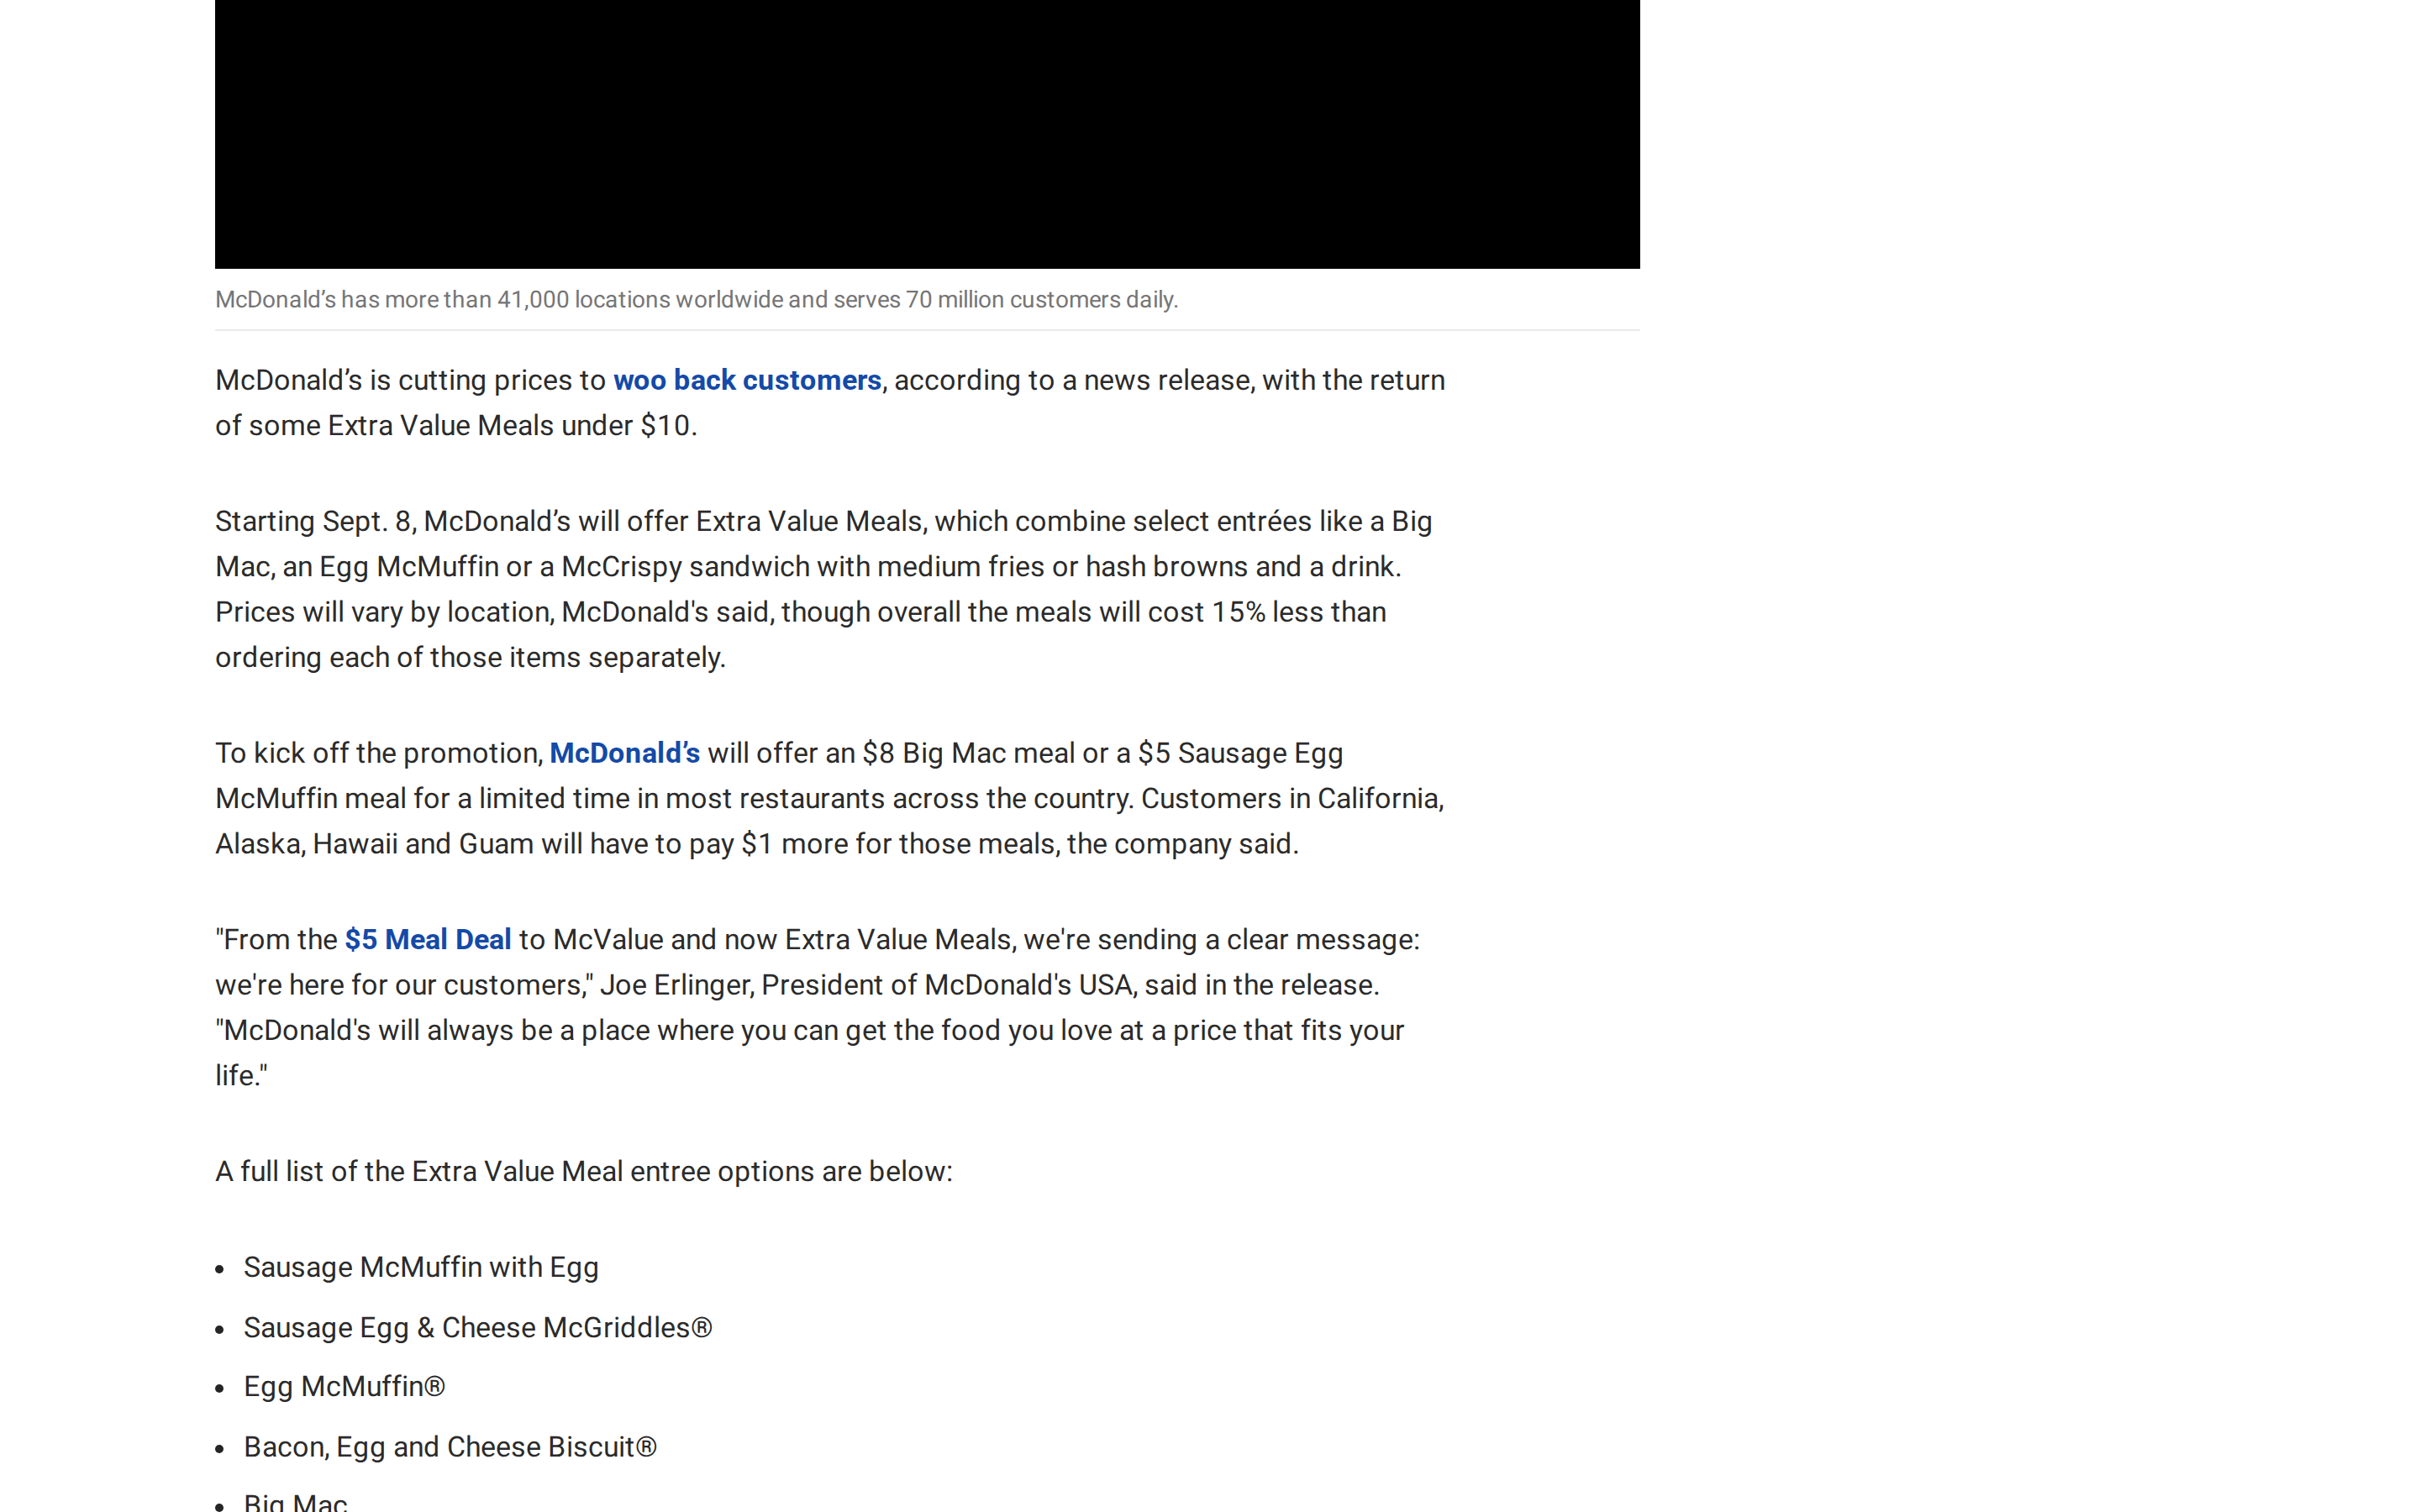 McDonald’s has more than 41,000 locations worldwide and serves 70 million customers daily.
McDonald’s is cutting prices to woo back customers, according to a news release, with the return
of some Extra Value Meals under $10.
Starting Sept. 8, McDonald’s will offer Extra Value Meals, which combine select entrées like a Big
Mac, an Egg McMuffin or a McCrispy sandwich with medium fries or hash browns and a drink.
Prices will vary by location, McDonald's said, though overall the meals will cost 15% less than
ordering each of those items separately.
To kick off the promotion, McDonald’s will offer an $8 Big Mac meal or a $5 Sausage Egg
McMuffin meal for a limited time in most restaurants across the country. Customers in California,
Alaska, Hawaii and Guam will have to pay $1 more for those meals, the company said.
"From the $5 Meal Deal to McValue and now Extra Value Meals, we're sending a clear message:
we're here for our customers," Joe Erlinger, President of McDonald's USA, said in the release.
"McDonald's will always be a place where you can get the food you love at a price that fits your
life."
A full list of the Extra Value Meal entree options are below:
• Sausage McMuffin with Egg
• Sausage Egg & Cheese McGriddles®
• Egg McMuffin®
• Bacon, Egg and Cheese Biscuit®
• Big Mac